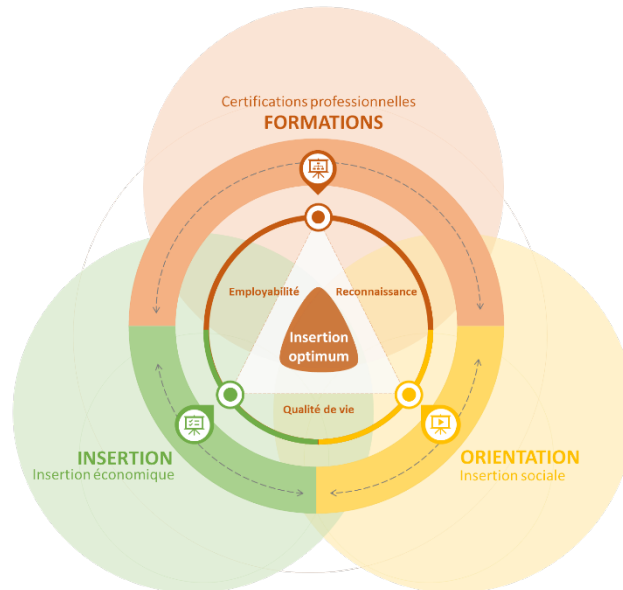 Certifications professionnelles
FORMATIONS
Employabilité
Reconnaissance
Insertion
optimum
Qualité de vie
INSERTION
Insertion économique
ORIENTATION
Insertion sociale